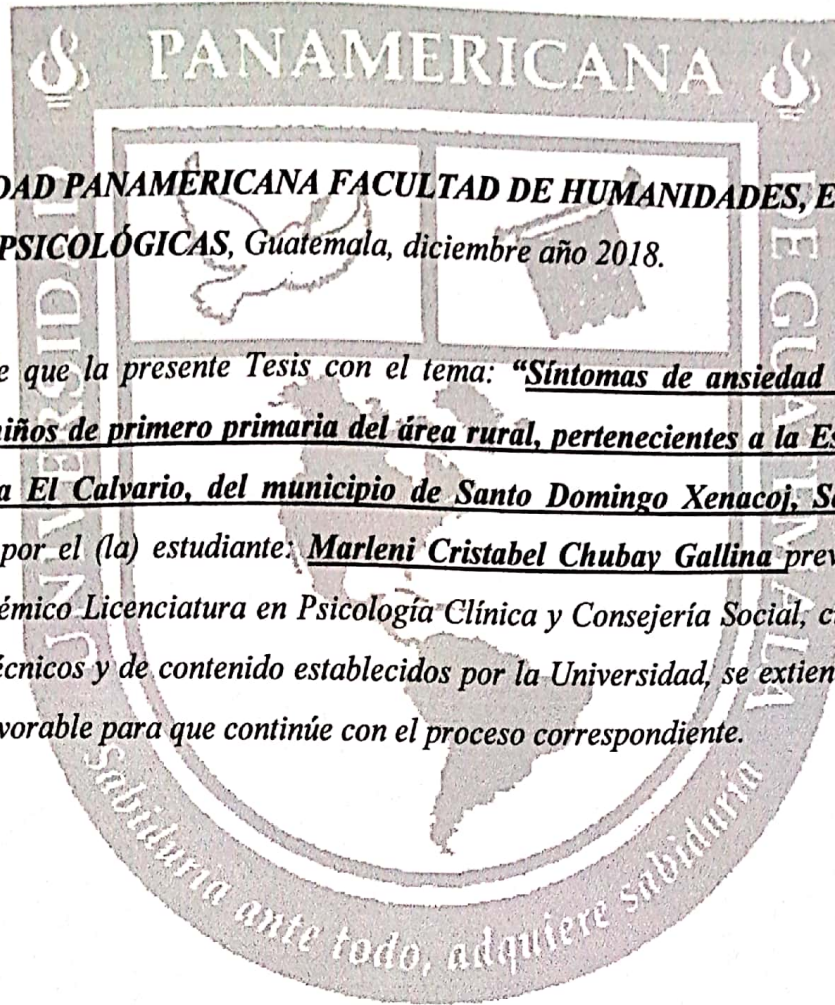 PANAMERICANA
UNIVERSIDAD
DE GUATEMALA
DAD PANAMERICANA FACULTAD DE HUMANIDADES, E
PSICOLÓGICAS, Guatemala, diciembre año 2018.
e que la presente Tesis con el tema: “Síntomas de ansiedad
niños de primero primaria del área rural, pertenecientes a la Es
a El Calvario, del municipio de Santo Domingo Xenacoj, S
por el (la) estudiante: Marleni Cristabel Chubay Gallina prev
émico Licenciatura en Psicología Clínica y Consejería Social, c
écnicos y de contenido establecidos por la Universidad, se extien
vorable para que continúe con el proceso correspondiente.
Sabiduría ante todo, adquiere sabiduría